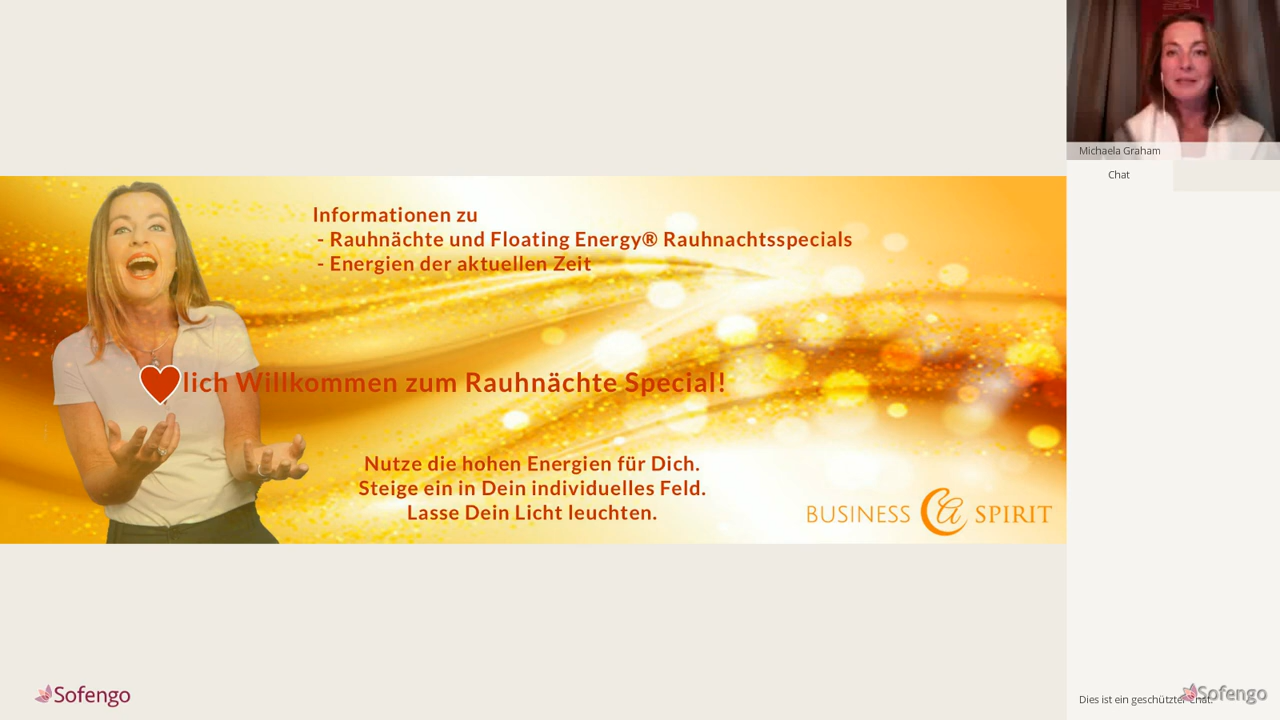 Informationen zu
- Rauhnächte und Floating Energy® Rauhnachtsspecials
- Energien der aktuellen Zeit
lich Willkommen zum Rauhnächte Special!
Nutze die hohen Energien für Dich.
Steige ein in Dein individuelles Feld.
Lasse Dein Licht leuchten.
BUSINESS SPIRIT
Sofengo
Michaela Graham
Chat
Dies ist ein geschützter Chat.
Sofengo